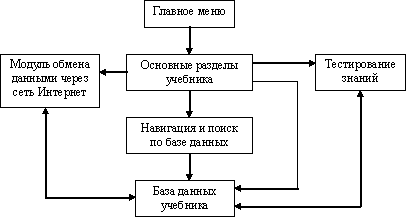 Главное меню
Модуль обмена
данными через
сеть Интернет
Основные разделы
учебника
Тестирование
знаний
Навигация и поиск
по базе данных
База данных
учебника